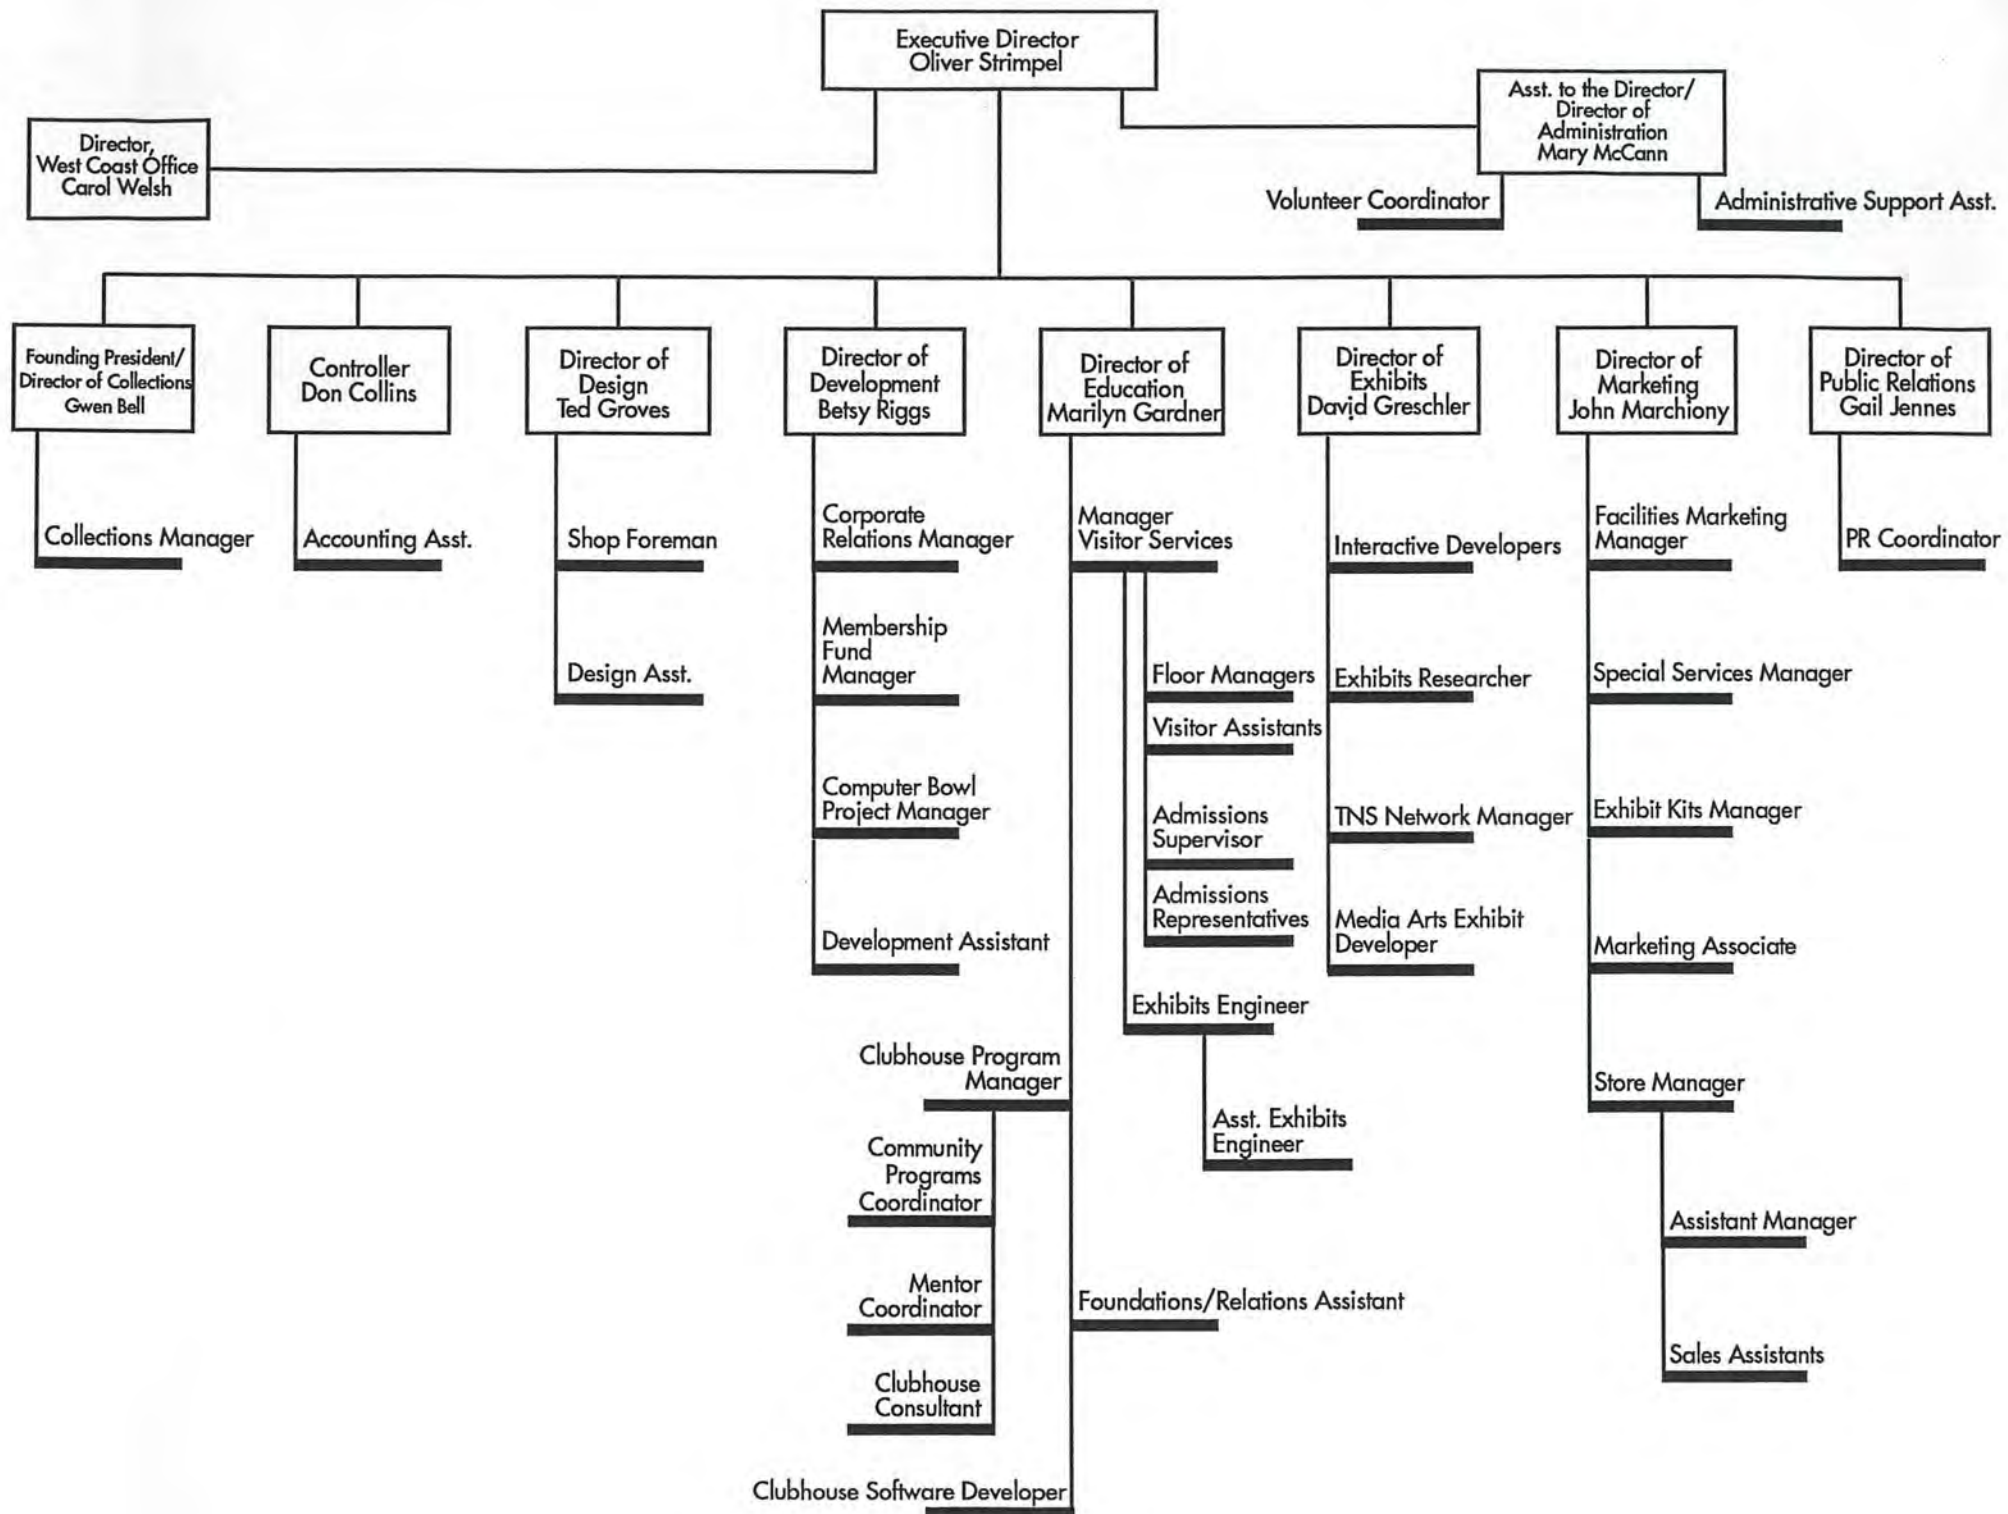 Executive Director
Oliver Strimpel
Asst. to the Director/
Director of
Administration
Mary McCann
Director,
West Coast Office
Carol Welsh
Volunteer Coordinator
Administrative Support Asst.
Founding President/
Director of Collections
Gwen Bell
Controller
Don Collins
Director of
Design
Ted Groves
Director of
Development
Betsy Riggs
Director of
Education
Marilyn Gardner
Director of
Exhibits
David Greschler
Director of
Marketing
John Marchiony
Director of
Public Relations
Gail Jennes
Collections Manager
Accounting Asst.
Shop Foreman
Design Asst.
Corporate
Relations Manager
Membership
Fund
Manager
Computer Bowl
Project Manager
Development Assistant
Manager
Visitor Services
Floor Managers
Visitor Assistants
Admissions
Supervisor
Admissions
Representatives
Exhibits Engineer
Asst. Exhibits
Engineer
Clubhouse Program
Manager
Community
Programs
Coordinator
Mentor
Coordinator
Clubhouse
Consultant
Foundations/Relations Assistant
Clubhouse Software Developer
Interactive Developers
Exhibits Researcher
TNS Network Manager
Media Arts Exhibit
Developer
Facilities Marketing
Manager
Special Services Manager
Exhibit Kits Manager
Marketing Associate
Store Manager
Assistant Manager
Sales Assistants
PR Coordinator